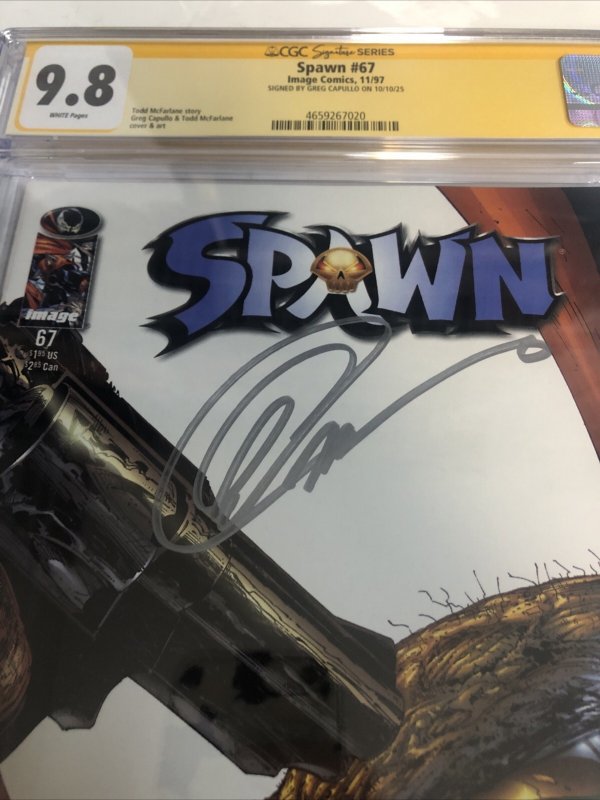 CGC Signature SERIES
9.8
WHITE Pages
Spawn #67
Image Comics, 11/97
SIGNED BY GREG CAPULLO ON 10/10/25
Todd McFarlane story
Greg Capullo & Todd McFarlane
cover & art
4659267020
SPAWN
image
67
$1.95 US
$2.65 Can